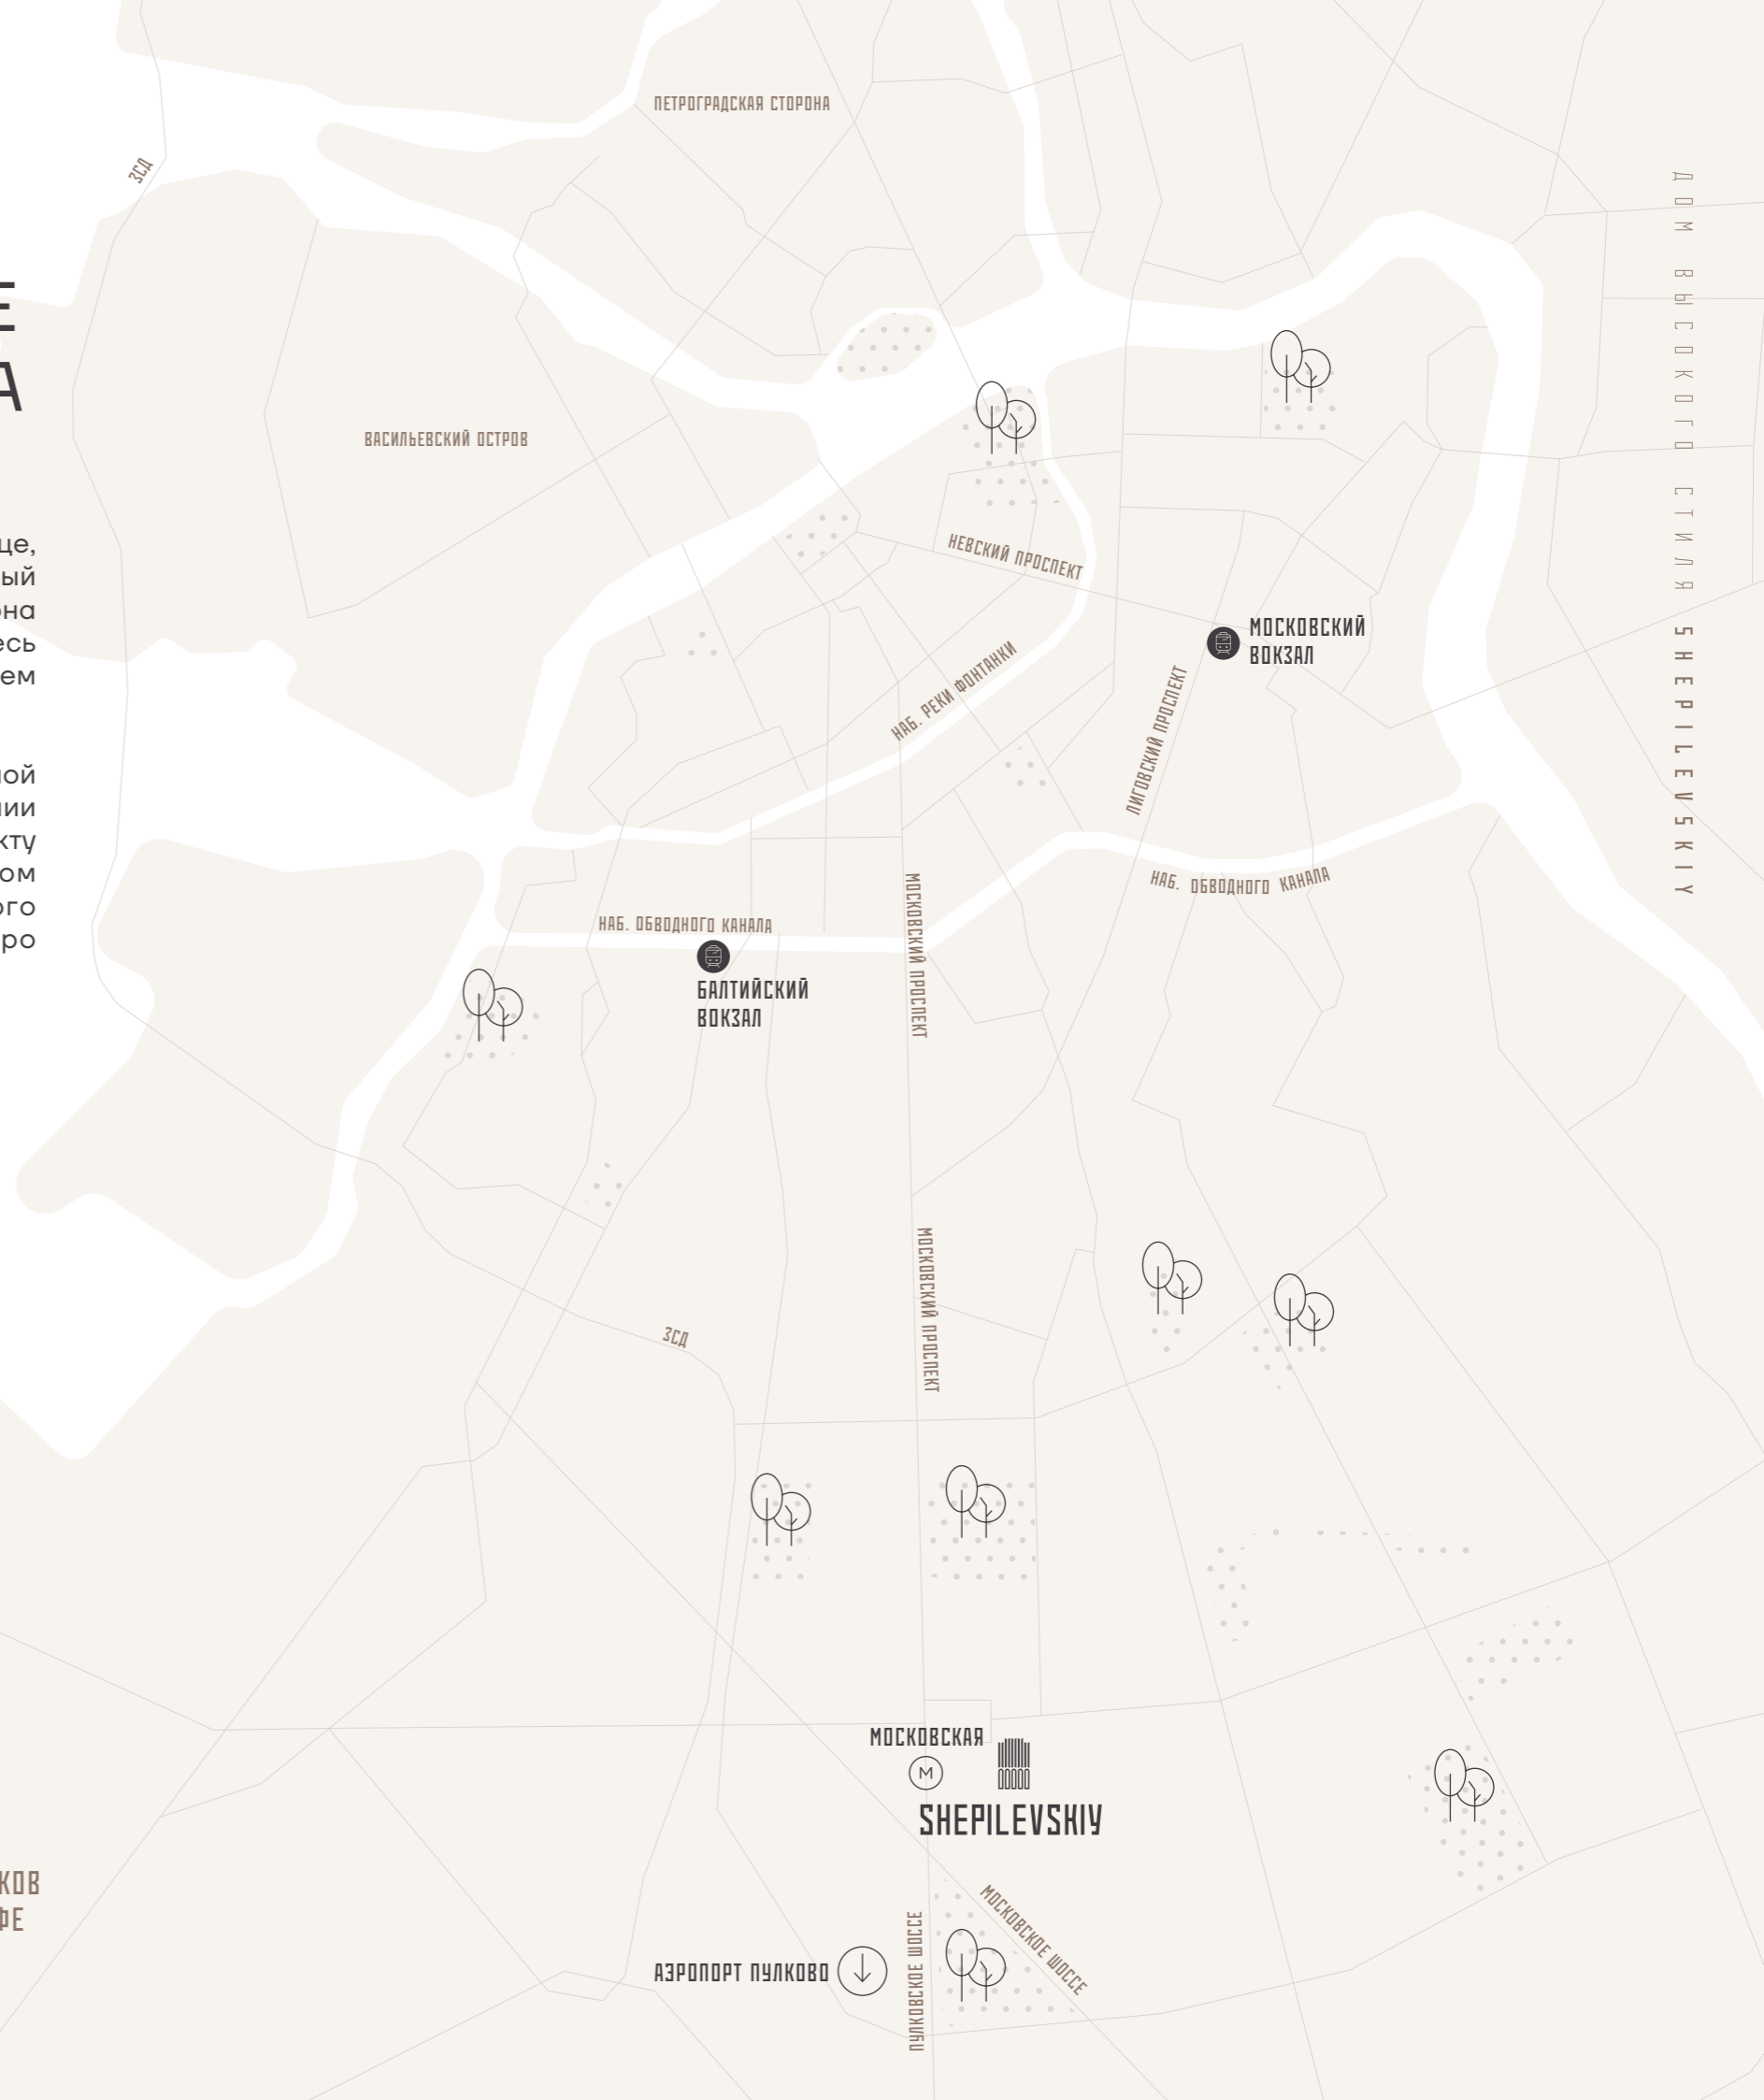 ПЕТРОГРАДСКАЯ СТОРОНА
ЗСД
ДОМ ВЫСОКОГО СТИЛЯ SHEPILEVSKIY
Е
А
ВАСИЛЬЕВСКИЙ ОСТРОВ
НЕВСКИЙ ПРОСПЕКТ
МОСКОВСКИЙ
ВОКЗАЛ
НАБ. РЕКИ ФОНТАНКИ
ЛИГОВСКИЙ ПРОСПЕКТ
НАБ. ОБВОДНОГО КАНАЛА
МОСКОВСКИЙ ПРОСПЕКТ
НАБ. ОБВОДНОГО КАНАЛА
БАЛТИЙСКИЙ
ВОКЗАЛ
МОСКОВСКИЙ ПРОСПЕКТ
ЗСД
МОСКОВСКАЯ
М
SHEPILEVSKIY
МОСКОВСКОЕ ШОССЕ
ПУЛКОВСКОЕ ШОССЕ
АЭРОПОРТ ПУЛКОВО